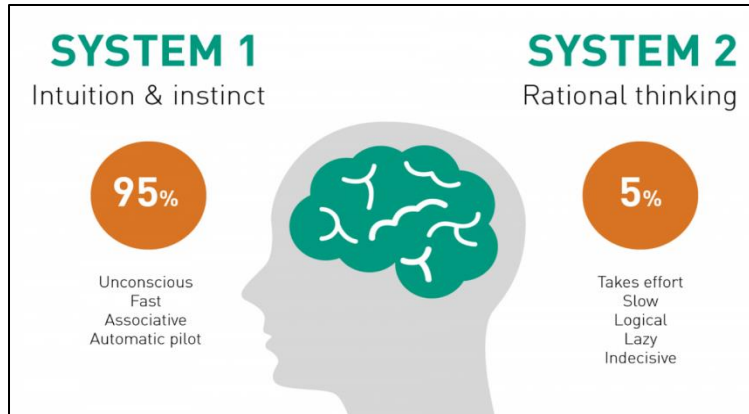 SYSTEM 1
Intuition & instinct
95%
Unconscious
Fast
Associative
Automatic pilot
SYSTEM 2
Rational thinking
5%
Takes effort
Slow
Logical
Lazy
Indecisive